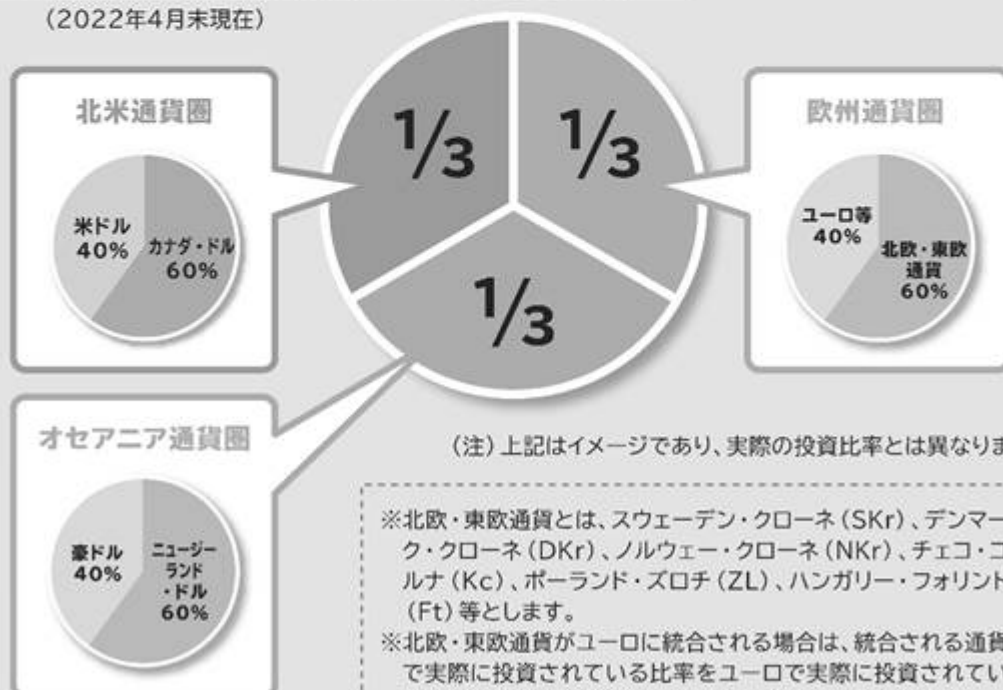 (2022年4月末現在)
北米通貨圏
米ドル
40%
カナダ・ドル
60%
1/3
1/3
1/3
欧州通貨圏
ユーロ等
40%
北欧・東欧
通貨
60%
オセアニア通貨圏
豪ドル
40%
ニュージー
ランド
・ドル
60%
(注)上記はイメージであり、実際の投資比率とは異なりま
※北欧・東欧通貨とは、スウェーデン・クローネ(SKr)、デンマー
ク・クローネ(DKr)、ノルウェー・クローネ(NKr)、チェコ・コ
ルナ(Kc)、ポーランド・ズロチ(ZL)、ハンガリー・フォリント
(Ft)等とします。
※北欧・東欧通貨がユーロに統合される場合は、統合される通貨
で実際に投資されている比率をユーロで実際に投資されてい